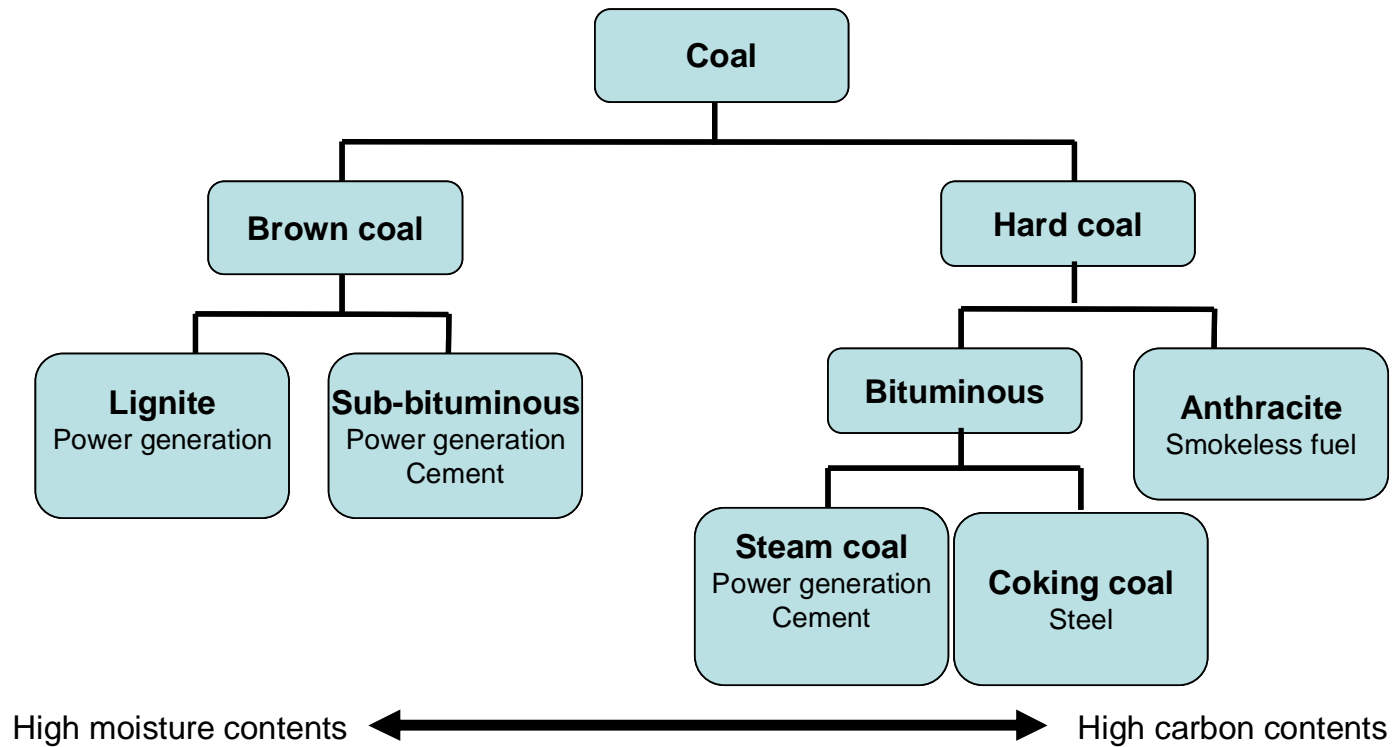 Coal
Brown coal
Hard coal
Lignite
Power generation
Sub-bituminous
Power generation
Cement
Bituminous
Anthracite
Smokeless fuel
Steam coal
Power generation
Cement
Coking coal
Steel
High moisture contents
High carbon contents